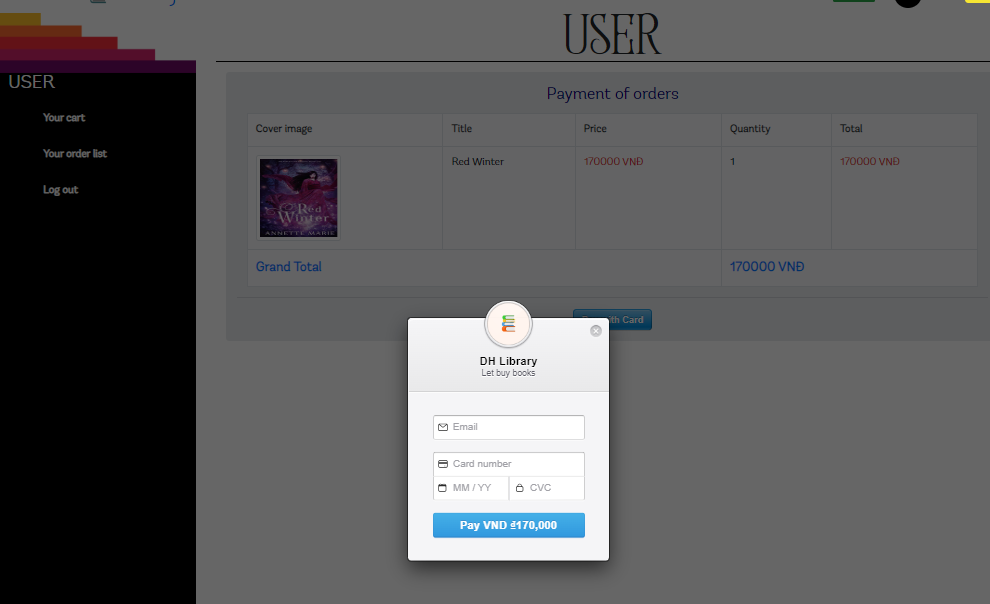 USER
USER
Your cart
Your order list
Log out
Payment of orders
Cover image Title Price Quantity Total
Red Winter
ANNETTE MARIE
Red Winter 170000 VNĐ 1 170000 VNĐ
Grand Total 170000 VNĐ
Card
DH Library
Let buy books
Email
Card number
MM / YY CVC
Pay VND ₫170,000